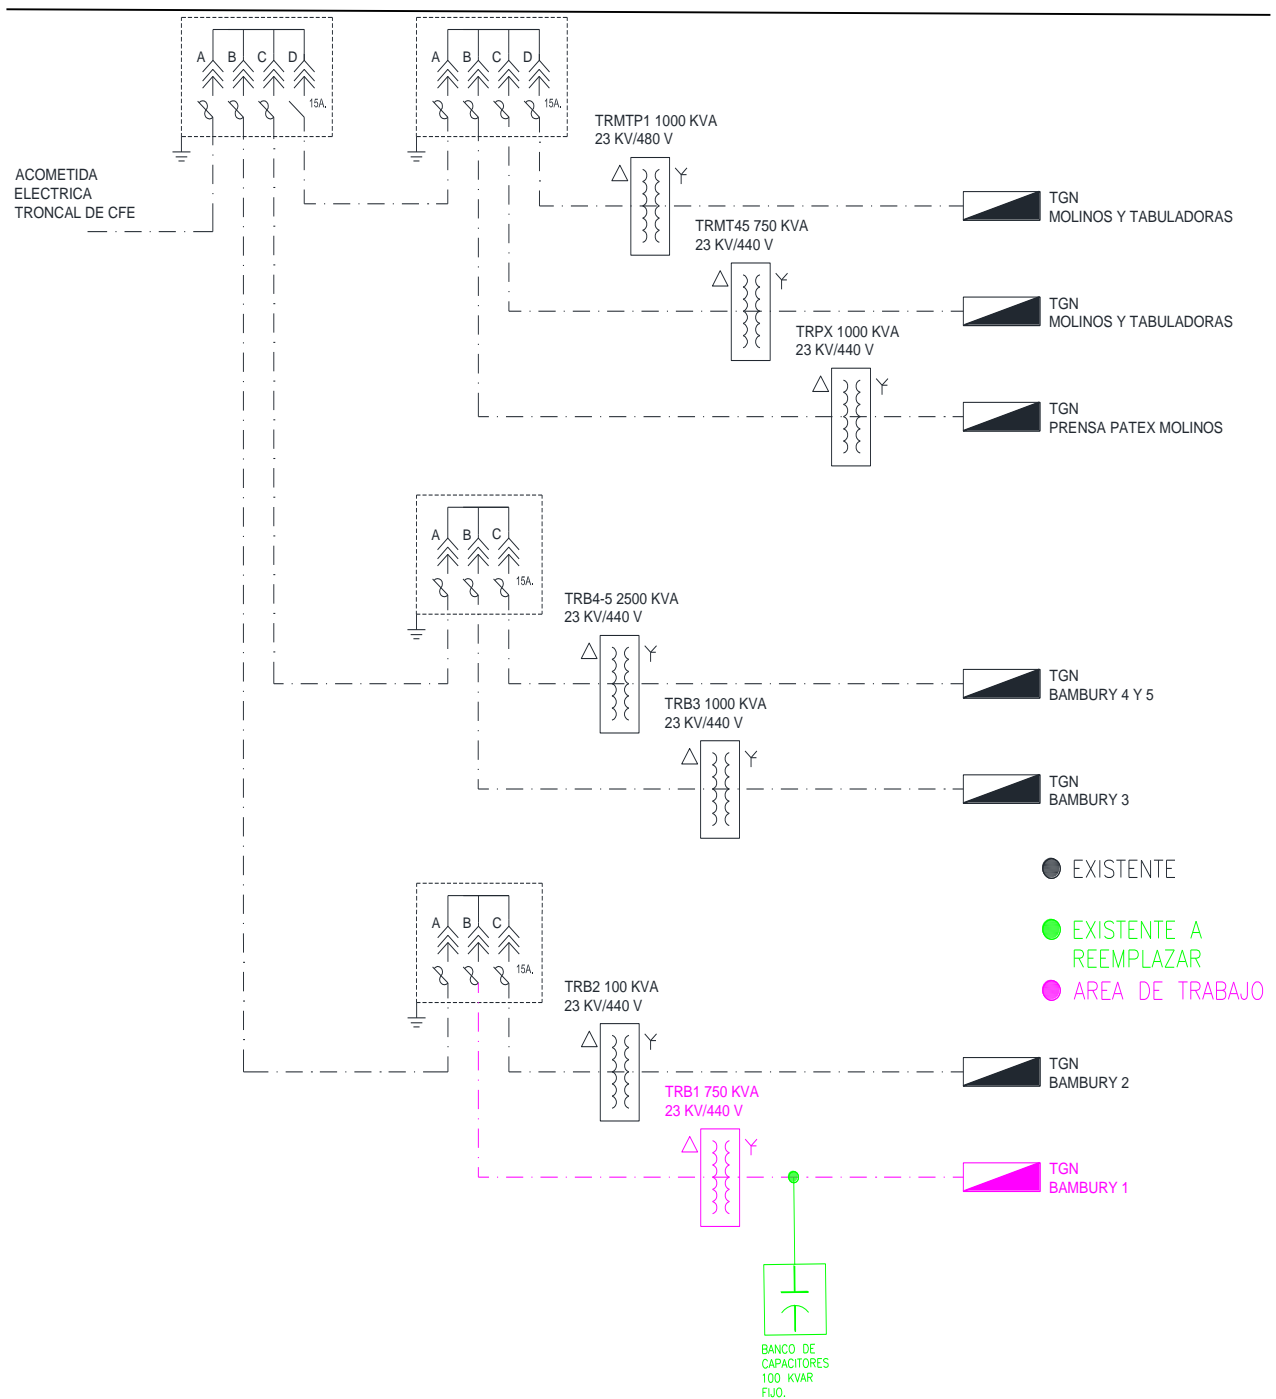 A B C D
15A.
A B C D
15A.
ACOMETIDA
ELECTRICA
TRONCAL DE CFE
TRMTP1 1000 KVA
23 KV/480 V
TGN
MOLINOS Y TABULADORAS
TRMT45 750 KVA
23 KV/440 V
TGN
MOLINOS Y TABULADORAS
TRPX 1000 KVA
23 KV/440 V
TGN
PRENSA PATEX MOLINOS
A B C
15A.
TRB4-5 2500 KVA
23 KV/440 V
TGN
BAMBURY 4 Y 5
TRB3 1000 KVA
23 KV/440 V
TGN
BAMBURY 3
EXISTENTE
EXISTENTE A
REEMPLAZAR
AREA DE TRABAJO
A B C
15A.
TRB2 100 KVA
23 KV/440 V
TGN
BAMBURY 2
TRB1 750 KVA
23 KV/440 V
TGN
BAMBURY 1
BANCO DE
CAPACITORES
100 KVAR
FIJO.